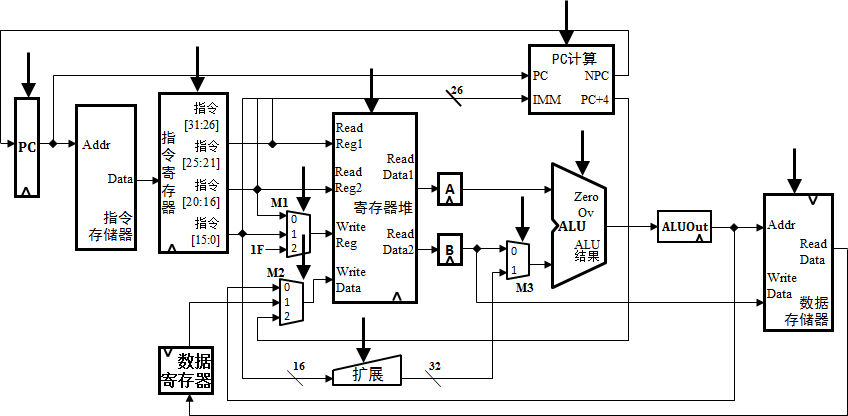 PC
Addr
Data
指令
存储器
指令寄存器
指令
[31:26]
指令
[25:21]
指令
[20:16]
指令
[15:0]
M1
0
1
2
1F
M2
0
1
2
Read
Reg1
Read
Reg2
Write
Reg
Write
Data
Read
Data1
寄存器堆
Read
Data2
26
PC计算
PC
NPC
IMM
PC+4
A
B
0
1
M3
Zero
Ov
ALU
ALU
结果
ALUOut
Addr
Read
Data
Write
Data
数据
存储器
数据
寄存器
16
扩展
32